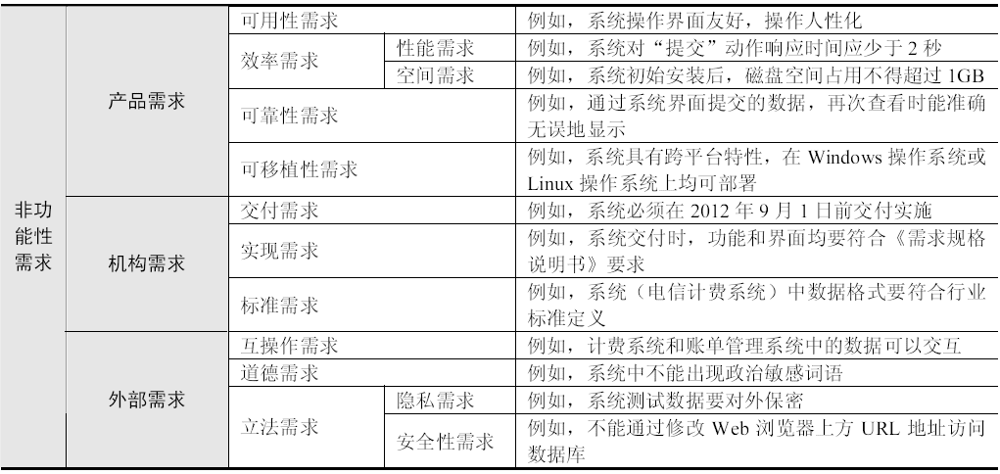 非功
能性
需求
产品需求
可用性需求
例如，系统操作界面友好，操作人性化
效率需求
性能需求
例如，系统对“提交”动作响应时间应少于 2 秒
空间需求
例如，系统初始安装后，磁盘空间占用不得超过 1GB
可靠性需求
例如，通过系统界面提交的数据，再次查看时能准确
无误地显示
可移植性需求
例如，系统具有跨平台特性，在 Windows 操作系统或
Linux 操作系统上均可部署
机构需求
交付需求
例如，系统必须在 2012 年 9 月 1 日前交付实施
实现需求
例如，系统交付时，功能和界面均要符合《需求规格
说明书》要求
标准需求
例如，系统（电信计费系统）中数据格式要符合行业
标准定义
外部需求
互操作需求
例如，计费系统和账单管理系统中的数据可以交互
道德需求
例如，系统中不能出现政治敏感词语
立法需求
隐私需求
例如，系统测试数据要对外保密
安全性需求
例如，不能通过修改 Web 浏览器上方 URL 地址访问
数据库